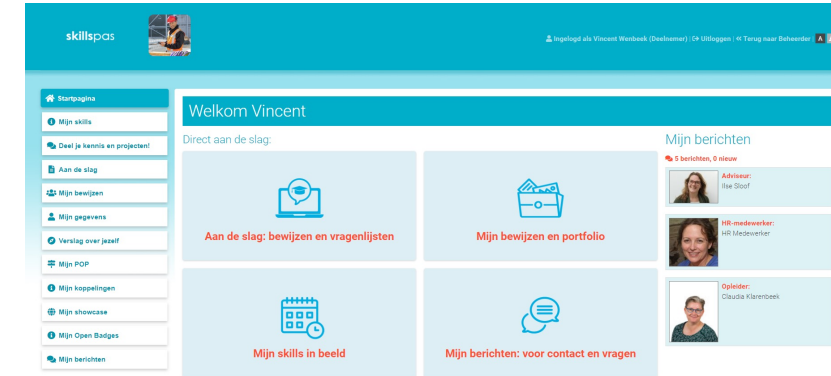 skillspas
Ingelogd als Vincent Wenbeek (Deelnemer) | Uitloggen | « Terug naar Beheerder A
Startpagina
Mijn skills
Deel je kennis en projecten!
Aan de slag
Mijn bewijzen
Mijn gegevens
Verslag over jezelf
Mijn POP
Mijn koppelingen
Mijn showcase
Mijn Open Badges
Mijn berichten
Welkom Vincent
Direct aan de slag:
Aan de slag: bewijzen en vragenlijsten
Mijn bewijzen en portfolio
Mijn skills in beeld
Mijn berichten: voor contact en vragen
Mijn berichten
5 berichten, 0 nieuw
Adviseur:
Ilse Sloof
HR-medewerker:
HR Medewerker
Opleider:
Claudia Klarenbeek